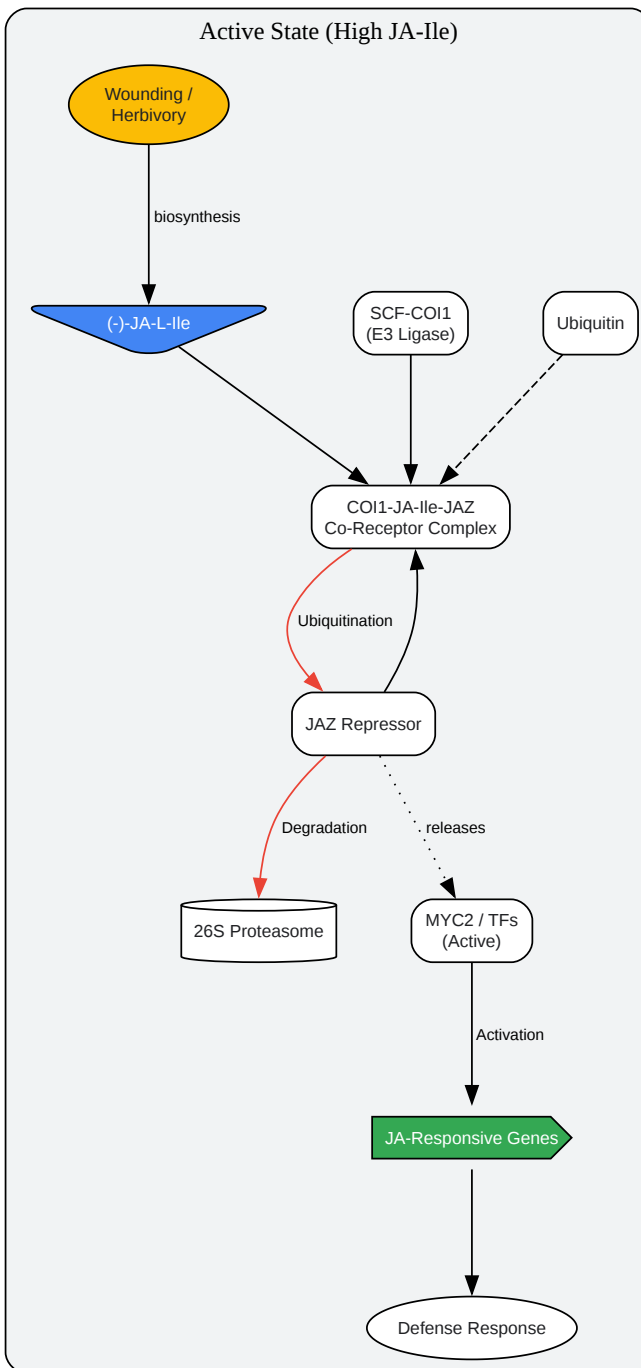 Active State (High JA-Ile)
Wounding /
Herbivory
biosynthesis
(-)-JA-L-Ile
SCF-COI1
(E3 Ligase)
Ubiquitin
COI1-JA-Ile-JAZ
Co-Receptor Complex
Ubiquitination
JAZ Repressor
Degradation
releases
26S Proteasome
MYC2 / TFs
(Active)
Activation
JA-Responsive Genes
Defense Response